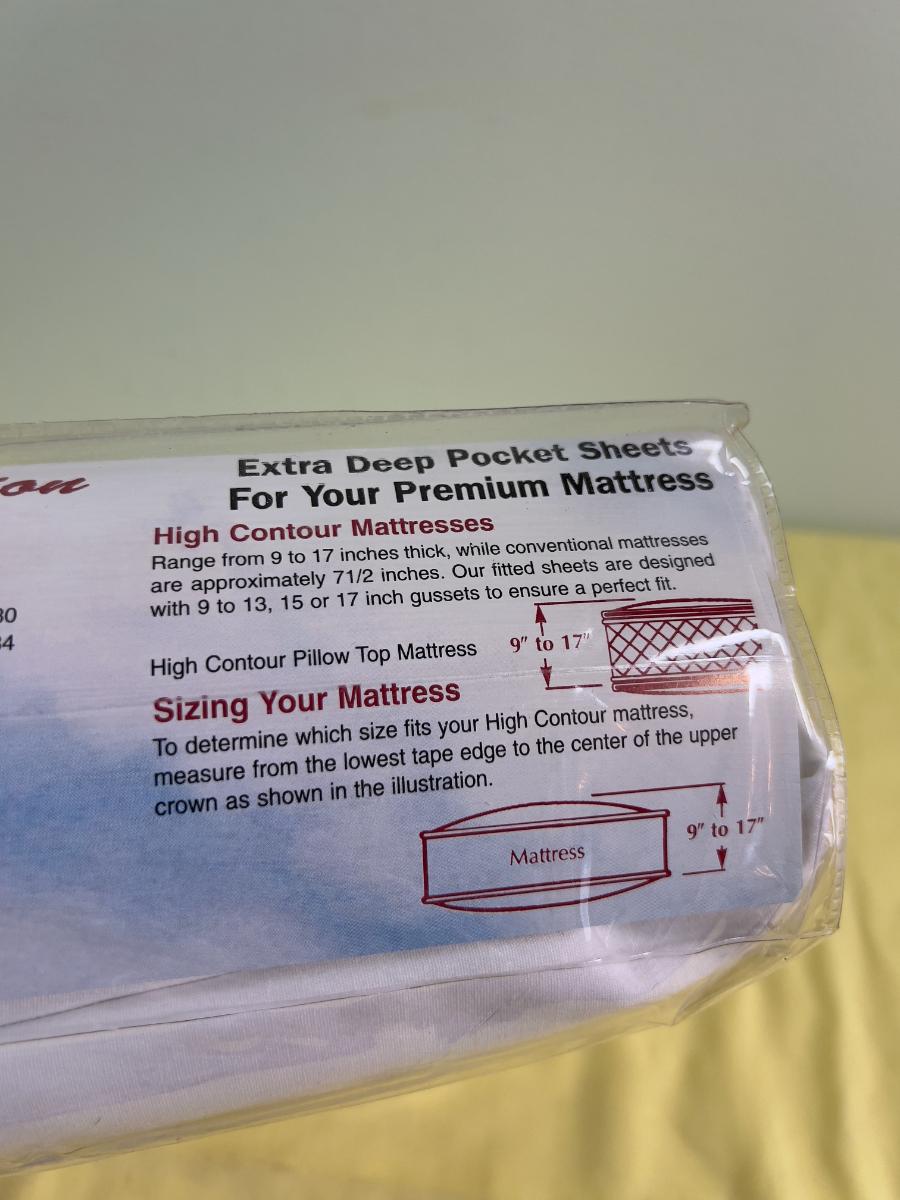 Extra Deep Pocket Sheets
For Your Premium Mattress
High Contour Mattresses
Range from 9 to 17 inches thick, while conventional mattresses
are approximately 71/2 inches. Our fitted sheets are designed
with 9 to 13, 15 or 17 inch gussets to ensure a perfect fit.
High Contour Pillow Top Mattress
9" to 17"
Sizing Your Mattress
To determine which size fits your High Contour mattress,
measure from the lowest tape edge to the center of the upper
crown as shown in the illustration.
Mattress
9" to 17"